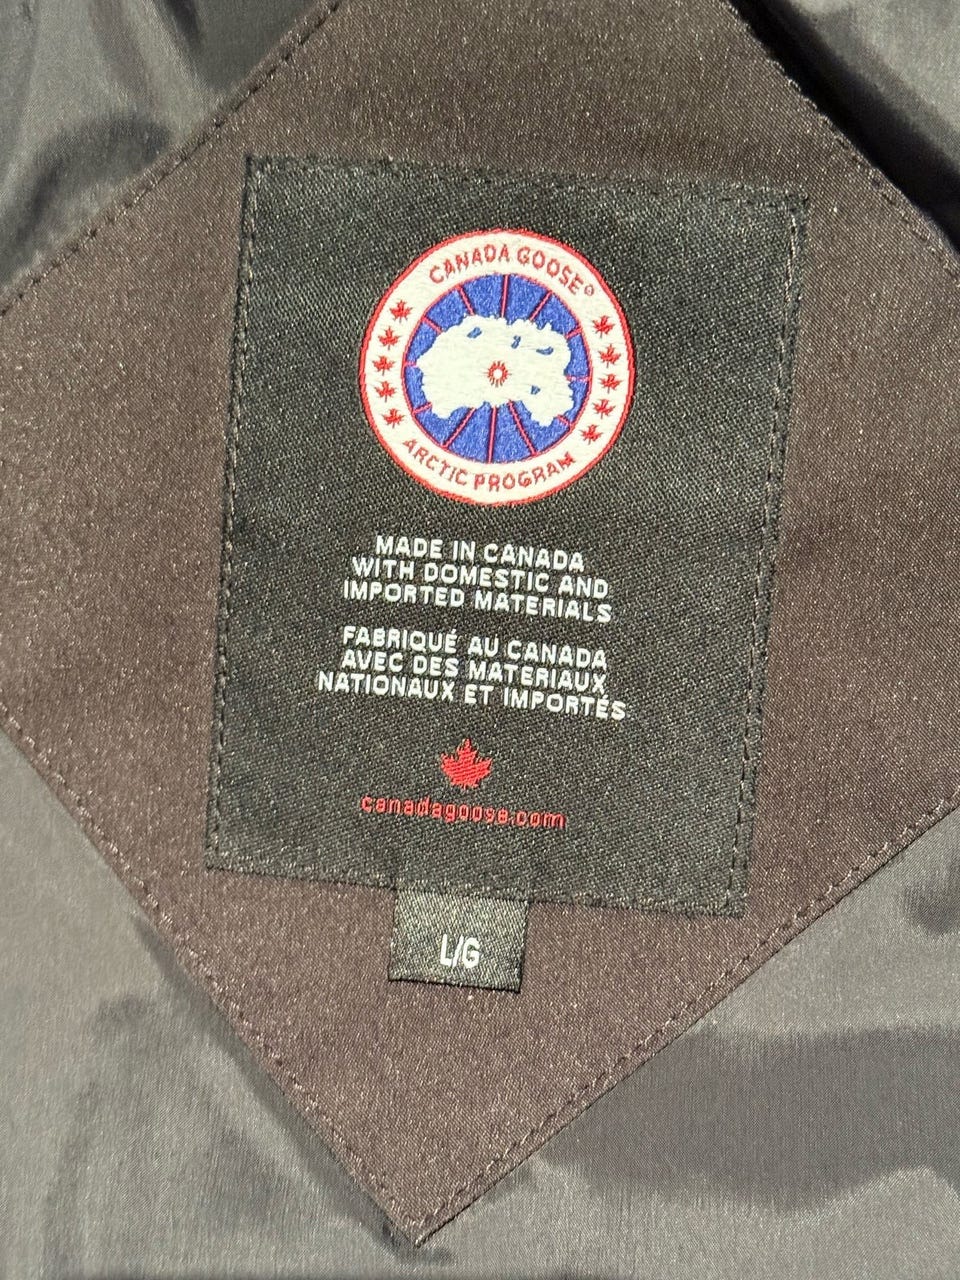 CANADA GOOSE®
ARCTIC PROGRAM
MADE IN CANADA
WITH DOMESTIC AND
IMPORTED MATERIALS
FABRIQUÉ AU CANADA
AVEC DES MATERIAUX
NATIONAUX ET IMPORTÉS
canadagoose.com
L/G